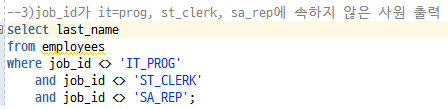 --3)job_id가 it=prog, st_clerk, sa_rep에 속하지 않은 사원 출력
select last_name
from employees
where job_id <> 'IT_PROG'
and job_id <> 'ST_CLERK'
and job_id <> 'SA_REP';